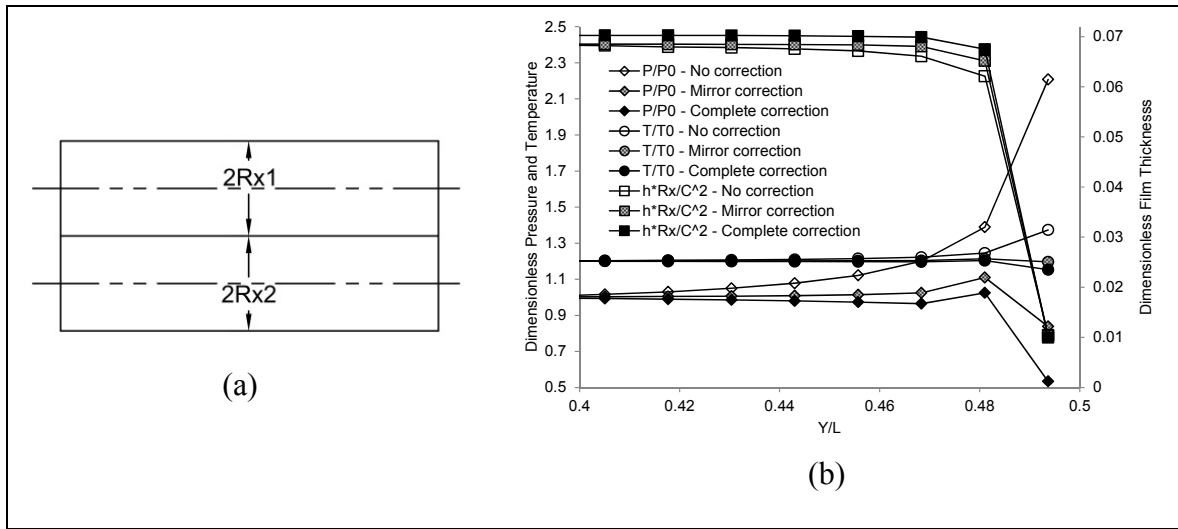 2Rx1
2Rx2
(a)
Dimensionless Pressure and Temperature
2.5
2.3
2.1
1.9
1.7
1.5
1.3
1.1
0.9
0.7
0.5
P/P0 - No correction
P/P0 - Mirror correction
P/P0 - Complete correction
T/T0 - No correction
T/T0 - Mirror correction
T/T0 - Complete correction
h*Rx/C^2 - No correction
h*Rx/C^2 - Mirror correction
h*Rx/C^2 - Complete correction
0.07
0.06
0.05
0.04
0.03
0.02
0.01
0
Dimensionless Film Thicknesss
0.4 0.42 0.44 0.46 0.48 0.5
Y/L
(b)